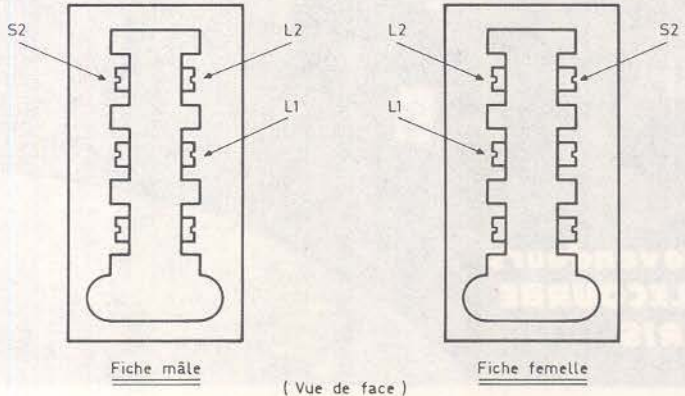 S2 L2 L2 S2
L1 L1
Fiche mâle Fiche femelle
( Vue de face )